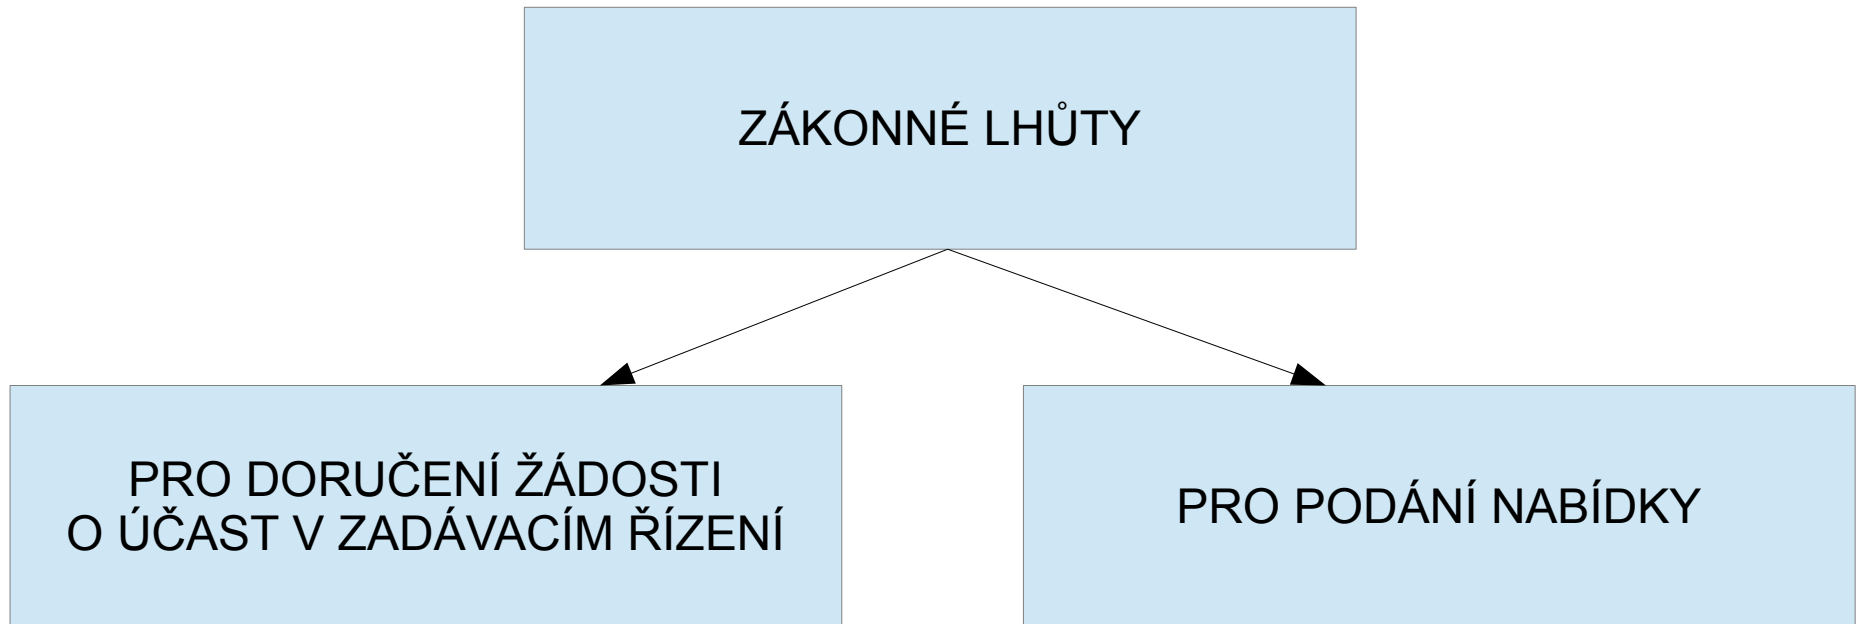 ZÁKONNÉ LHŮTY
PRO DORUČENÍ ŽÁDOSTI
O ÚČAST V ZADÁVACÍM ŘÍZENÍ
PRO PODÁNÍ NABÍDKY